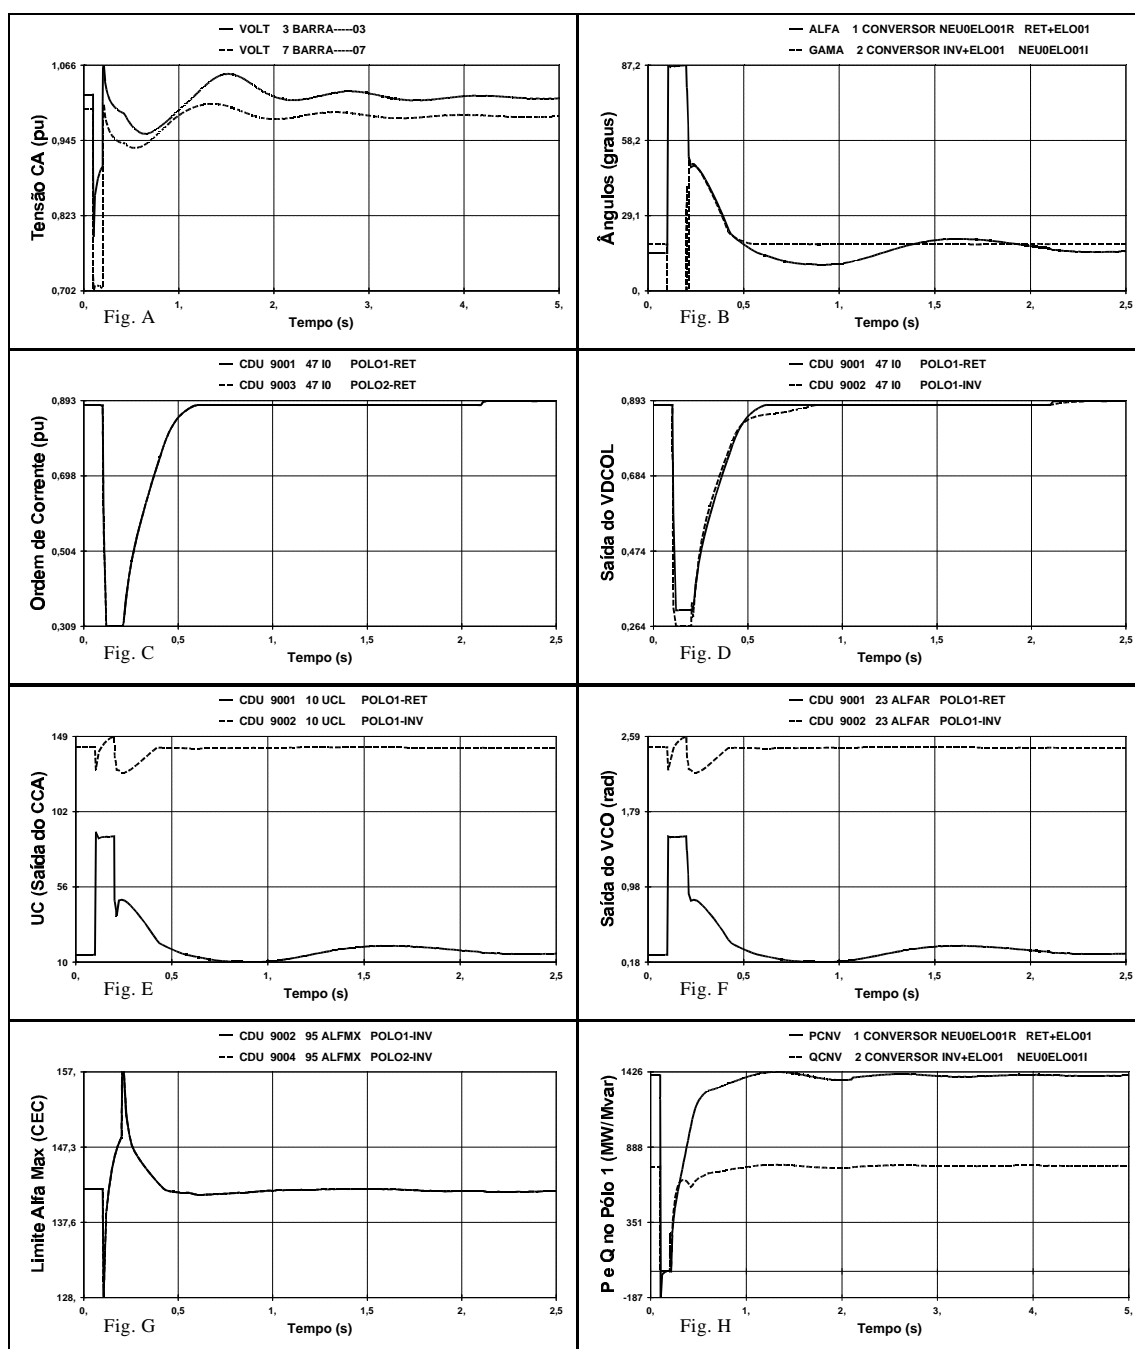 VOLT 3 BARRA-----03
VOLT 7 BARRA-----07
Tensão CA (pu)
1,066
0,945
0,823
0,702
0, 1, 2, 3, 4, 5,
Tempo (s)
Fig. A
ALFA 1 CONVERSOR NEU0ELO01R RET+ELO01
GAMA 2 CONVERSOR INV+ELO01 NEU0ELO01I
Ângulos (graus)
87,2
58,2
29,1
0,
0, 0,5 1, 1,5 2, 2,5
Tempo (s)
Fig. B
CDU 9001 47 I0 POLO1-RET
CDU 9003 47 I0 POLO2-RET
Ordem de Corrente (pu)
0,893
0,698
0,504
0,309
0, 0,5 1, 1,5 2, 2,5
Tempo (s)
Fig. C
CDU 9001 47 I0 POLO1-RET
CDU 9002 47 I0 POLO1-INV
Saída do VDCOL
0,893
0,684
0,474
0,264
0, 0,5 1, 1,5 2, 2,5
Tempo (s)
Fig. D
CDU 9001 10 UCL POLO1-RET
CDU 9002 10 UCL POLO1-INV
UC (Saída do CCA)
149
102
56
10
0, 0,5 1, 1,5 2, 2,5
Tempo (s)
Fig. E
CDU 9001 23 ALFAR POLO1-RET
CDU 9002 23 ALFAR POLO1-INV
Saída do VCO (rad)
2,59
1,79
0,98
0,18
0, 0,5 1, 1,5 2, 2,5
Tempo (s)
Fig. F
CDU 9002 95 ALFMX POLO1-INV
CDU 9004 95 ALFMX POLO2-INV
Limite Alfa Max (CEC)
157,
147,3
137,6
128,
0, 0,5 1, 1,5 2, 2,5
Tempo (s)
Fig. G
PCNV 1 CONVERSOR NEU0ELO01R RET+ELO01
QCNV 2 CONVERSOR INV+ELO01 NEU0ELO01I
P e Q no Pólo 1 (MW/Mvar)
1426
888
351
-187
0, 1, 2, 3, 4, 5,
Tempo (s)
Fig. H